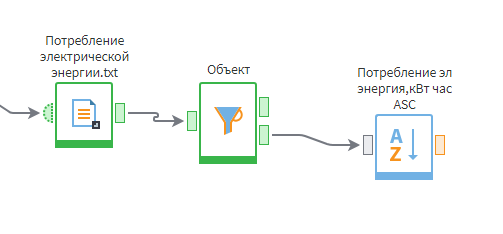 Потребление
электрической
энергии.txt
Объект
Потребление эл
энергия,кВт час
ASC
A
Z